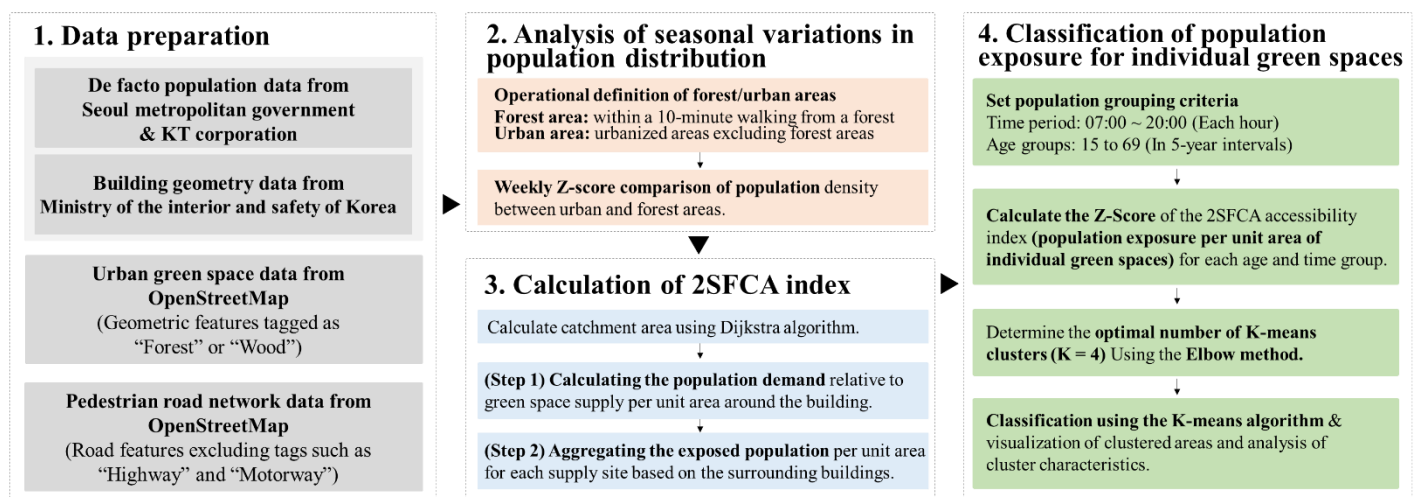 1. Data preparation
De facto population data from
Seoul metropolitan government
& KT corporation
Building geometry data from
Ministry of the interior and safety of Korea
Urban green space data from
OpenStreetMap
(Geometric features tagged as
“Forest” or “Wood”)
Pedestrian road network data from
OpenStreetMap
(Road features excluding tags such as
“Highway” and “Motorway”)
2. Analysis of seasonal variations in
population distribution
Operational definition of forest/urban areas
Forest area: within a 10-minute walking from a forest
Urban area: urbanized areas excluding forest areas
Weekly Z-score comparison of population density
between urban and forest areas.
3. Calculation of 2SFCA index
Calculate catchment area using Dijkstra algorithm.
(Step 1) Calculating the population demand relative to
green space supply per unit area around the building.
(Step 2) Aggregating the exposed population per unit area
for each supply site based on the surrounding buildings.
4. Classification of population
exposure for individual green spaces
Set population grouping criteria
Time period: 07:00 ~ 20:00 (Each hour)
Age groups: 15 to 69 (In 5-year intervals)
Calculate the Z-Score of the 2SFCA accessibility
index (population exposure per unit area of
individual green spaces) for each age and time group.
Determine the optimal number of K-means
clusters (K = 4) Using the Elbow method.
Classification using the K-means algorithm &
visualization of clustered areas and analysis of
cluster characteristics.